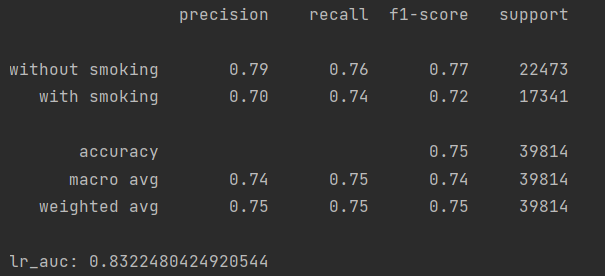 precision recall f1-score support
without smoking 0.79 0.76 0.77 22473
with smoking 0.70 0.74 0.72 17341
accuracy 0.75 39814
macro avg 0.74 0.75 0.74 39814
weighted avg 0.75 0.75 0.75 39814
lr_auc: 0.8322480424920544